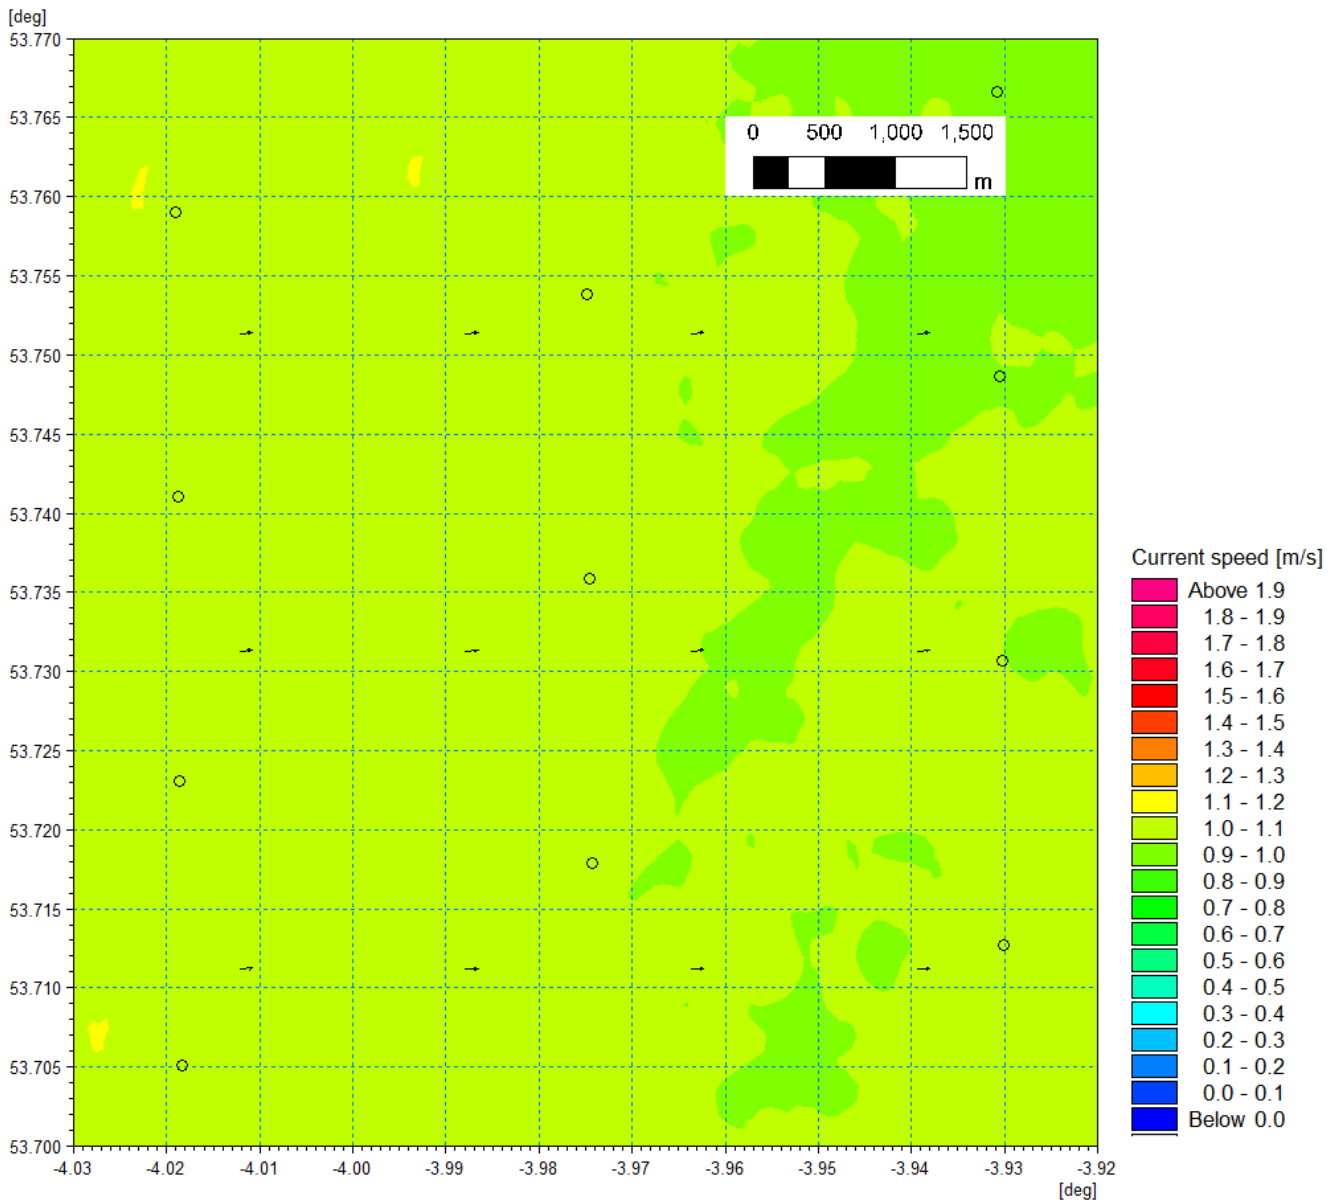 [deg]
53.770
53.765
53.760
53.755
53.750
53.745
53.740
53.735
53.730
53.725
53.720
53.715
53.710
53.705
53.700
-4.03 -4.02 -4.01 -4.00 -3.99 -3.98 -3.97 -3.96 -3.95 -3.94 -3.93 -3.92
[deg]
0 500 1,000 1,500
m
Current speed [m/s]
Above 1.9
1.8 - 1.9
1.7 - 1.8
1.6 - 1.7
1.5 - 1.6
1.4 - 1.5
1.3 - 1.4
1.2 - 1.3
1.1 - 1.2
1.0 - 1.1
0.9 - 1.0
0.8 - 0.9
0.7 - 0.8
0.6 - 0.7
0.5 - 0.6
0.4 - 0.5
0.3 - 0.4
0.2 - 0.3
0.1 - 0.2
0.0 - 0.1
Below 0.0